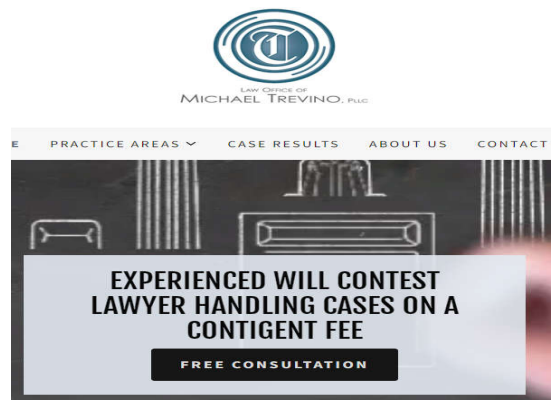 T
LAW OFFICE OF
MICHAEL TREVINO, PLLC
E PRACTICE AREAS CASE RESULTS ABOUT US CONTACT
EXPERIENCED WILL CONTEST
LAWYER HANDLING CASES ON A
CONTIGENT FEE
FREE CONSULTATION